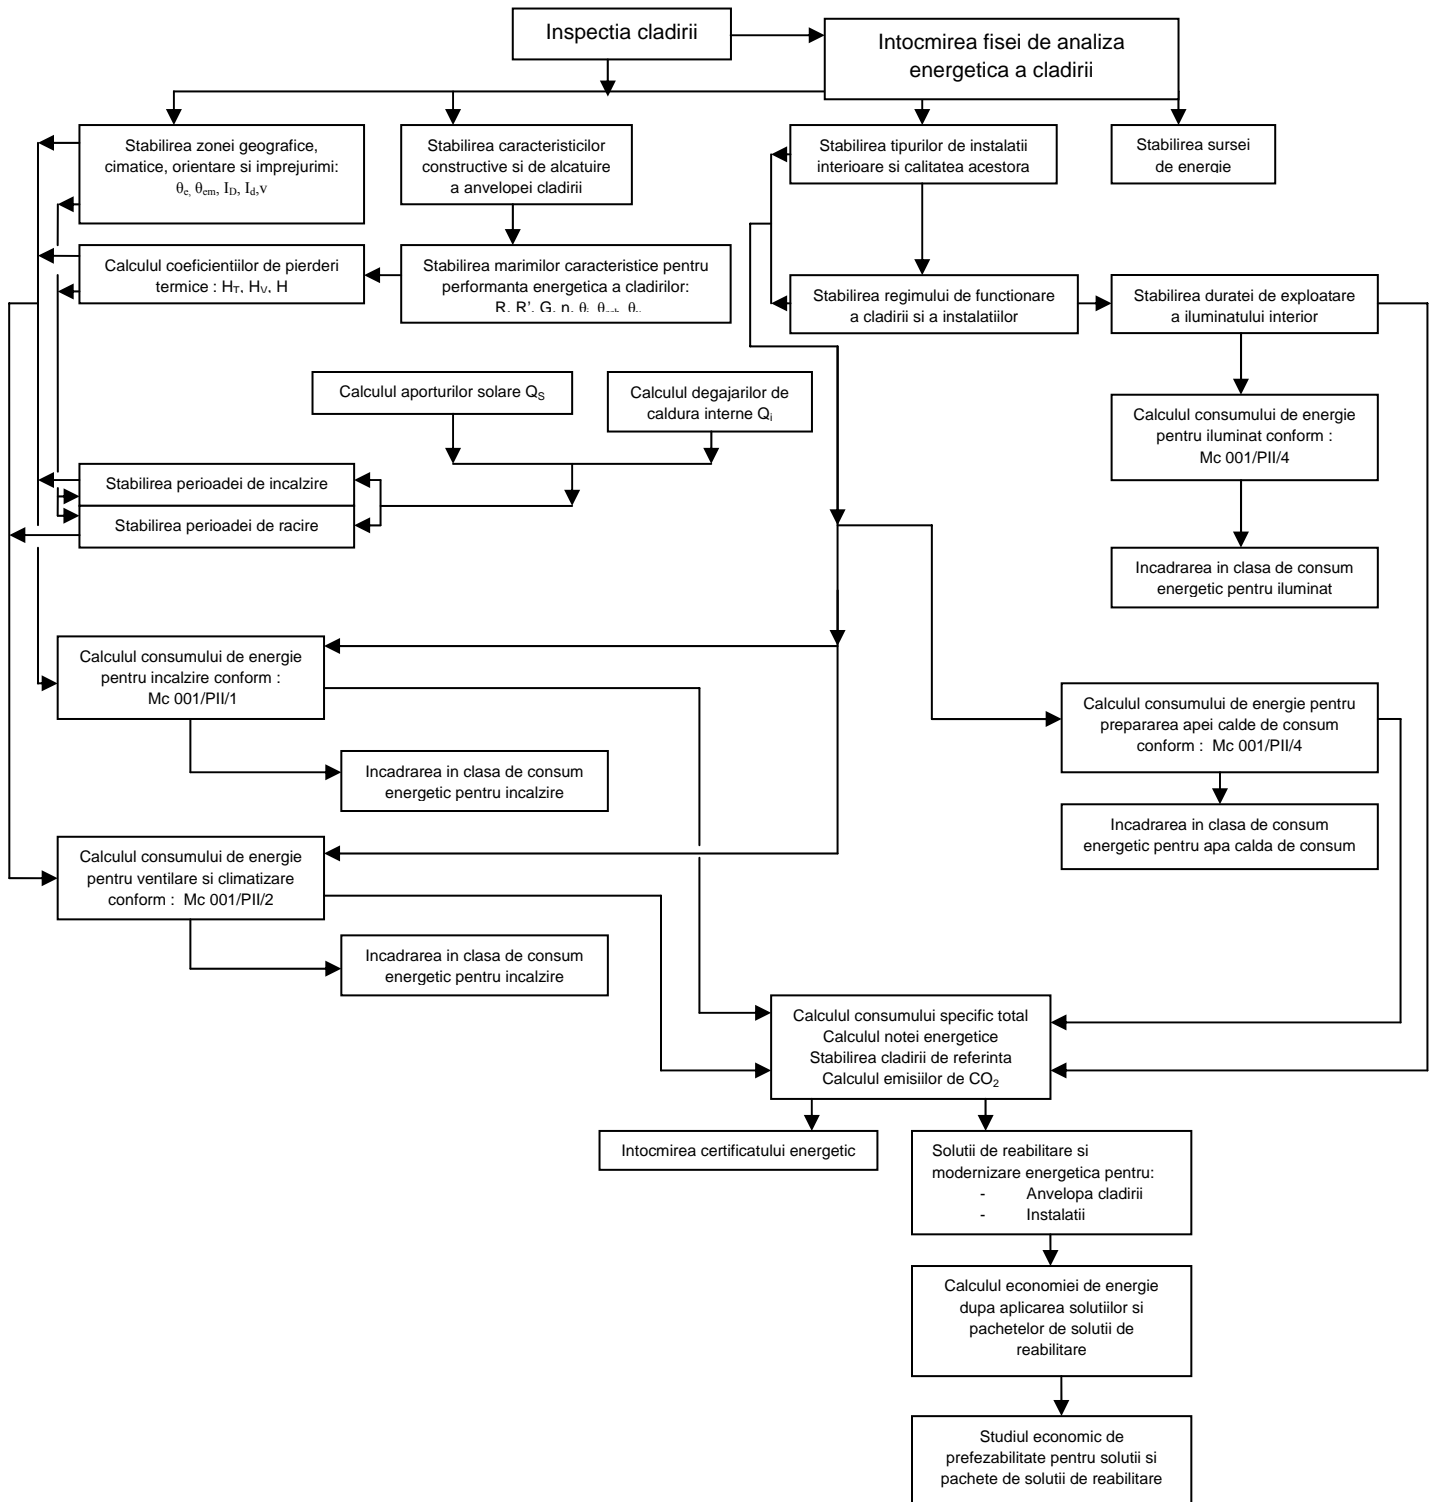 Inspectia cladirii
Intocmirea fisei de analiza
energetica a cladirii
Stabilirea zonei geografice,
cimatice, orientare si imprejurimi:
θe, θem, ID, Id,v
Stabilirea caracteristicilor
constructive si de alcatuire
a anvelopei cladirii
Stabilirea tipurilor de instalatii
interioare si calitatea acestora
Stabilirea sursei
de energie
Calculul coeficientilor de pierderi
termice : HT, HV, H
Stabilirea marimilor caracteristice pentru
performanta energetica a cladirilor:
R, R', G, n, θi,
Stabilirea regimului de functionare
a cladirii si a instalatiilor
Stabilirea duratei de exploatare
a iluminatului interior
Calculul aporturilor solare QS
Calculul degajarilor de
caldura interne Qi
Calculul consumului de energie
pentru iluminat conform :
Mc 001/PII/4
Stabilirea perioadei de incalzire
Stabilirea perioadei de racire
Incadrarea in clasa de consum
energetic pentru iluminat
Calculul consumului de energie
pentru incalzire conform :
Mc 001/PII/1
Calculul consumului de energie pentru
prepararea apei calde de consum
conform : Mc 001/PII/4
Incadrarea in clasa de consum
energetic pentru incalzire
Incadrarea in clasa de consum
energetic pentru apa calda de consum
Calculul consumului de energie
pentru ventilare si climatizare
conform : Mc 001/PII/2
Incadrarea in clasa de consum
energetic pentru incalzire
Calculul consumului specific total
Calculul notei energetice
Stabilirea cladirii de referinta
Calculul emisiilor de CO2
Intocmirea certificatului energetic
Solutii de reabilitare si
modernizare energetica pentru:
- Anvelopa cladirii
- Instalatii
Calculul economiei de energie
dupa aplicarea solutiilor si
pachetelor de solutii de
reabilitare
Studiul economic de
prefezabilitate pentru solutii si
pachete de solutii de reabilitare